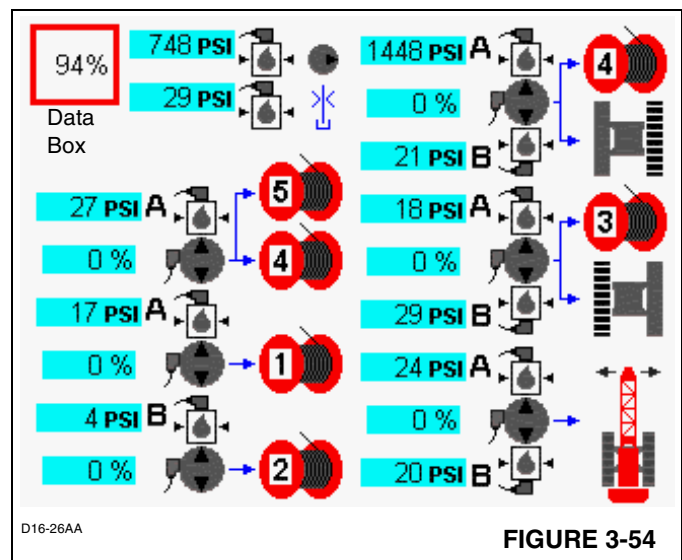 94%
Data
Box
748 PSI
29 PSI
27 PSI A
0 %
5
4
17 PSI A
0 %
1
4 PSI B
0 %
2
1448 PSI A
0 %
21 PSI B
4
18 PSI A
0 %
29 PSI B
3
24 PSI A
0 %
20 PSI B
D16-26AA
FIGURE 3-54